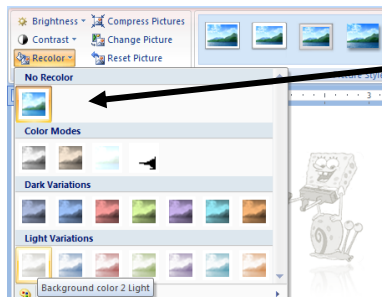 Brightness Compress Pictures
Contrast Change Picture
Recolor Reset Picture
No Recolor
Color Modes
Dark Variations
Light Variations
Background color 2 Light
3